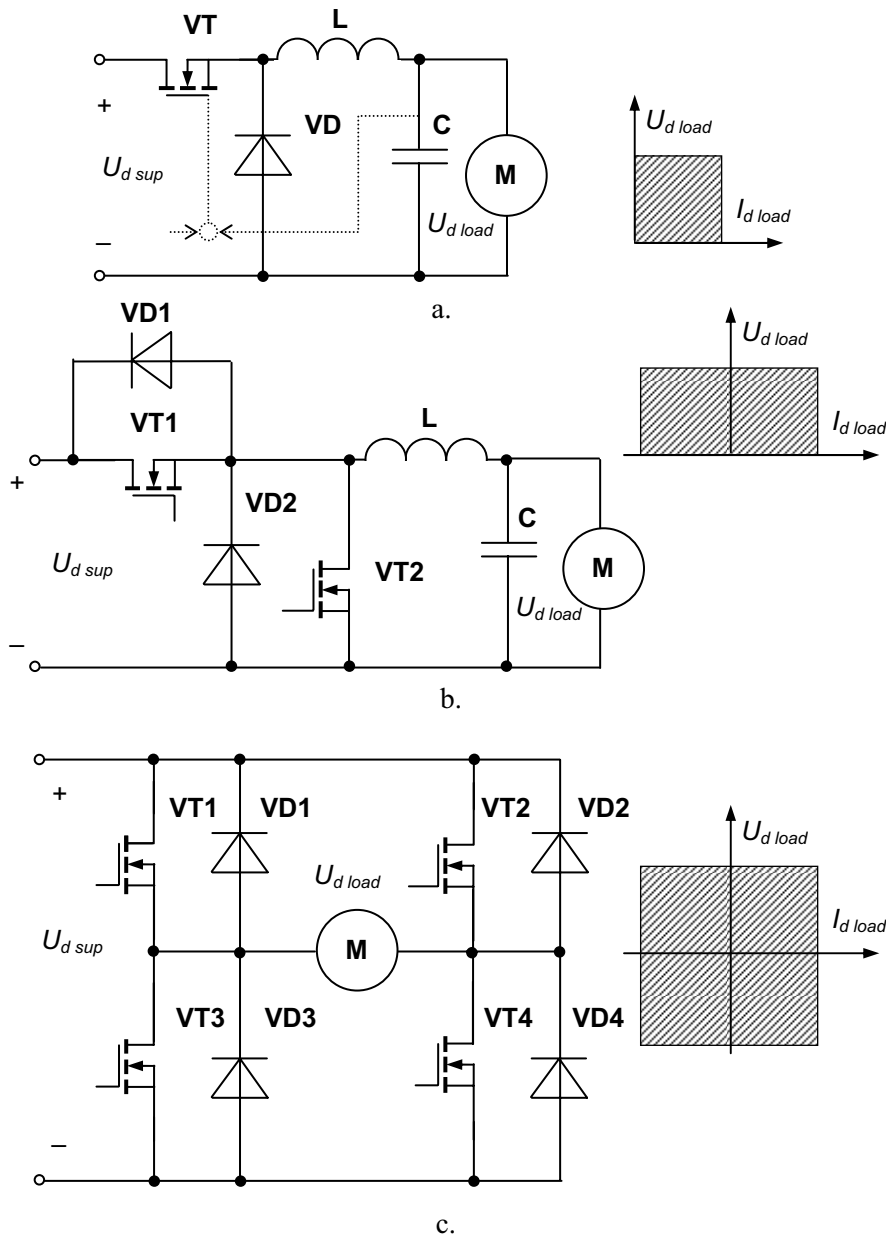 VT
L
+
VD
C
U_d sup
M
U_d load
–
U_d load
I_d load
a.
VD1
VT1
L
+
VD2
C
U_d sup
VT2
M
U_d load
–
U_d load
I_d load
b.
+
VT1
VD1
VT2
VD2
U_d load
U_d sup
M
VT3
VD3
VT4
VD4
–
U_d load
I_d load
c.